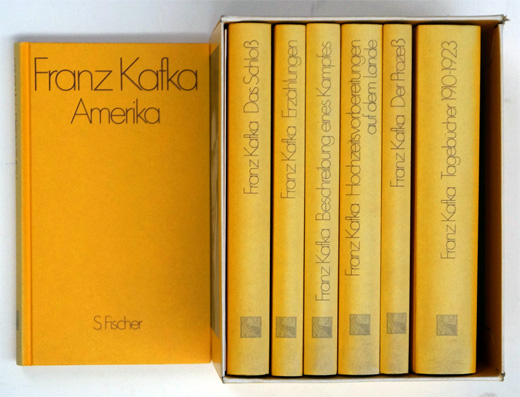 Franz Kafka
Amerika
S. Fischer
Franz Kafka Das Schloß
Franz Kafka Erzählungen
Franz Kafka Beschreibung eines Kampfes
Franz Kafka Hochzeitsvorbereitungen
auf dem Lande
Franz Kafka Der Prozeß
Franz Kafka Tagebücher 1910-1923